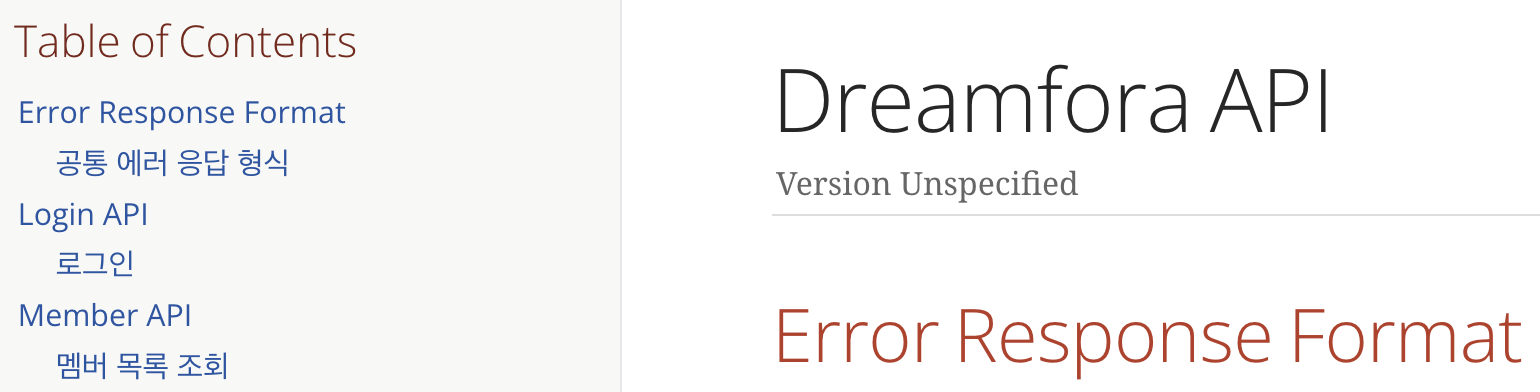 Table of Contents
Error Response Format
공통 에러 응답 형식
Login API
로그인
Member API
멤버 목록 조회
Dreamfora API
Version Unspecified
Error Response Format